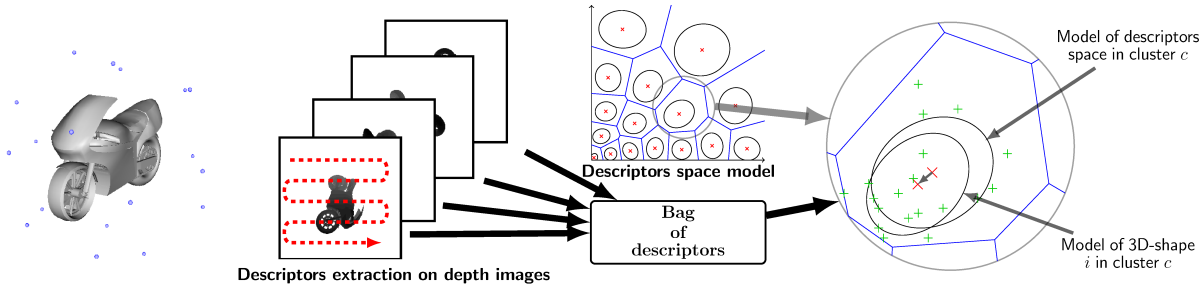 Descriptors extraction on depth images
Descriptors space model
Bag
of
descriptors
Model of descriptors
space in cluster c
Model of 3D-shape
i in cluster c